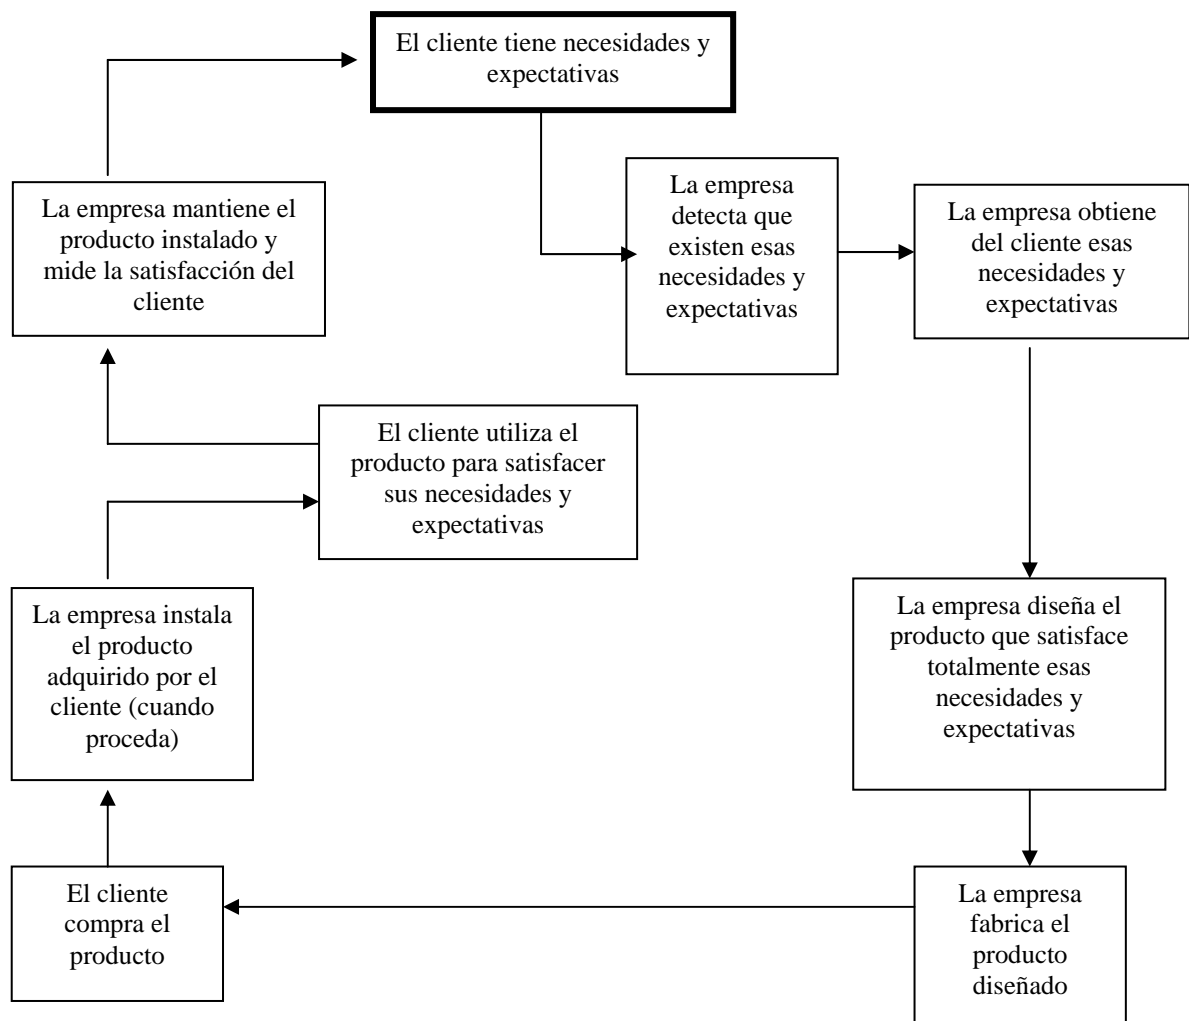 El cliente tiene necesidades y
expectativas
La empresa
detecta que
existen esas
necesidades y
expectativas
La empresa obtiene
del cliente esas
necesidades y
expectativas
La empresa diseña el
producto que satisface
totalmente esas
necesidades y
expectativas
La empresa
fabrica el
producto
diseñado
El cliente
compra el
producto
La empresa instala
el producto
adquirido por el
cliente (cuando
proceda)
El cliente utiliza el
producto para satisfacer
sus necesidades y
expectativas
La empresa mantiene el
producto instalado y
mide la satisfacción del
cliente